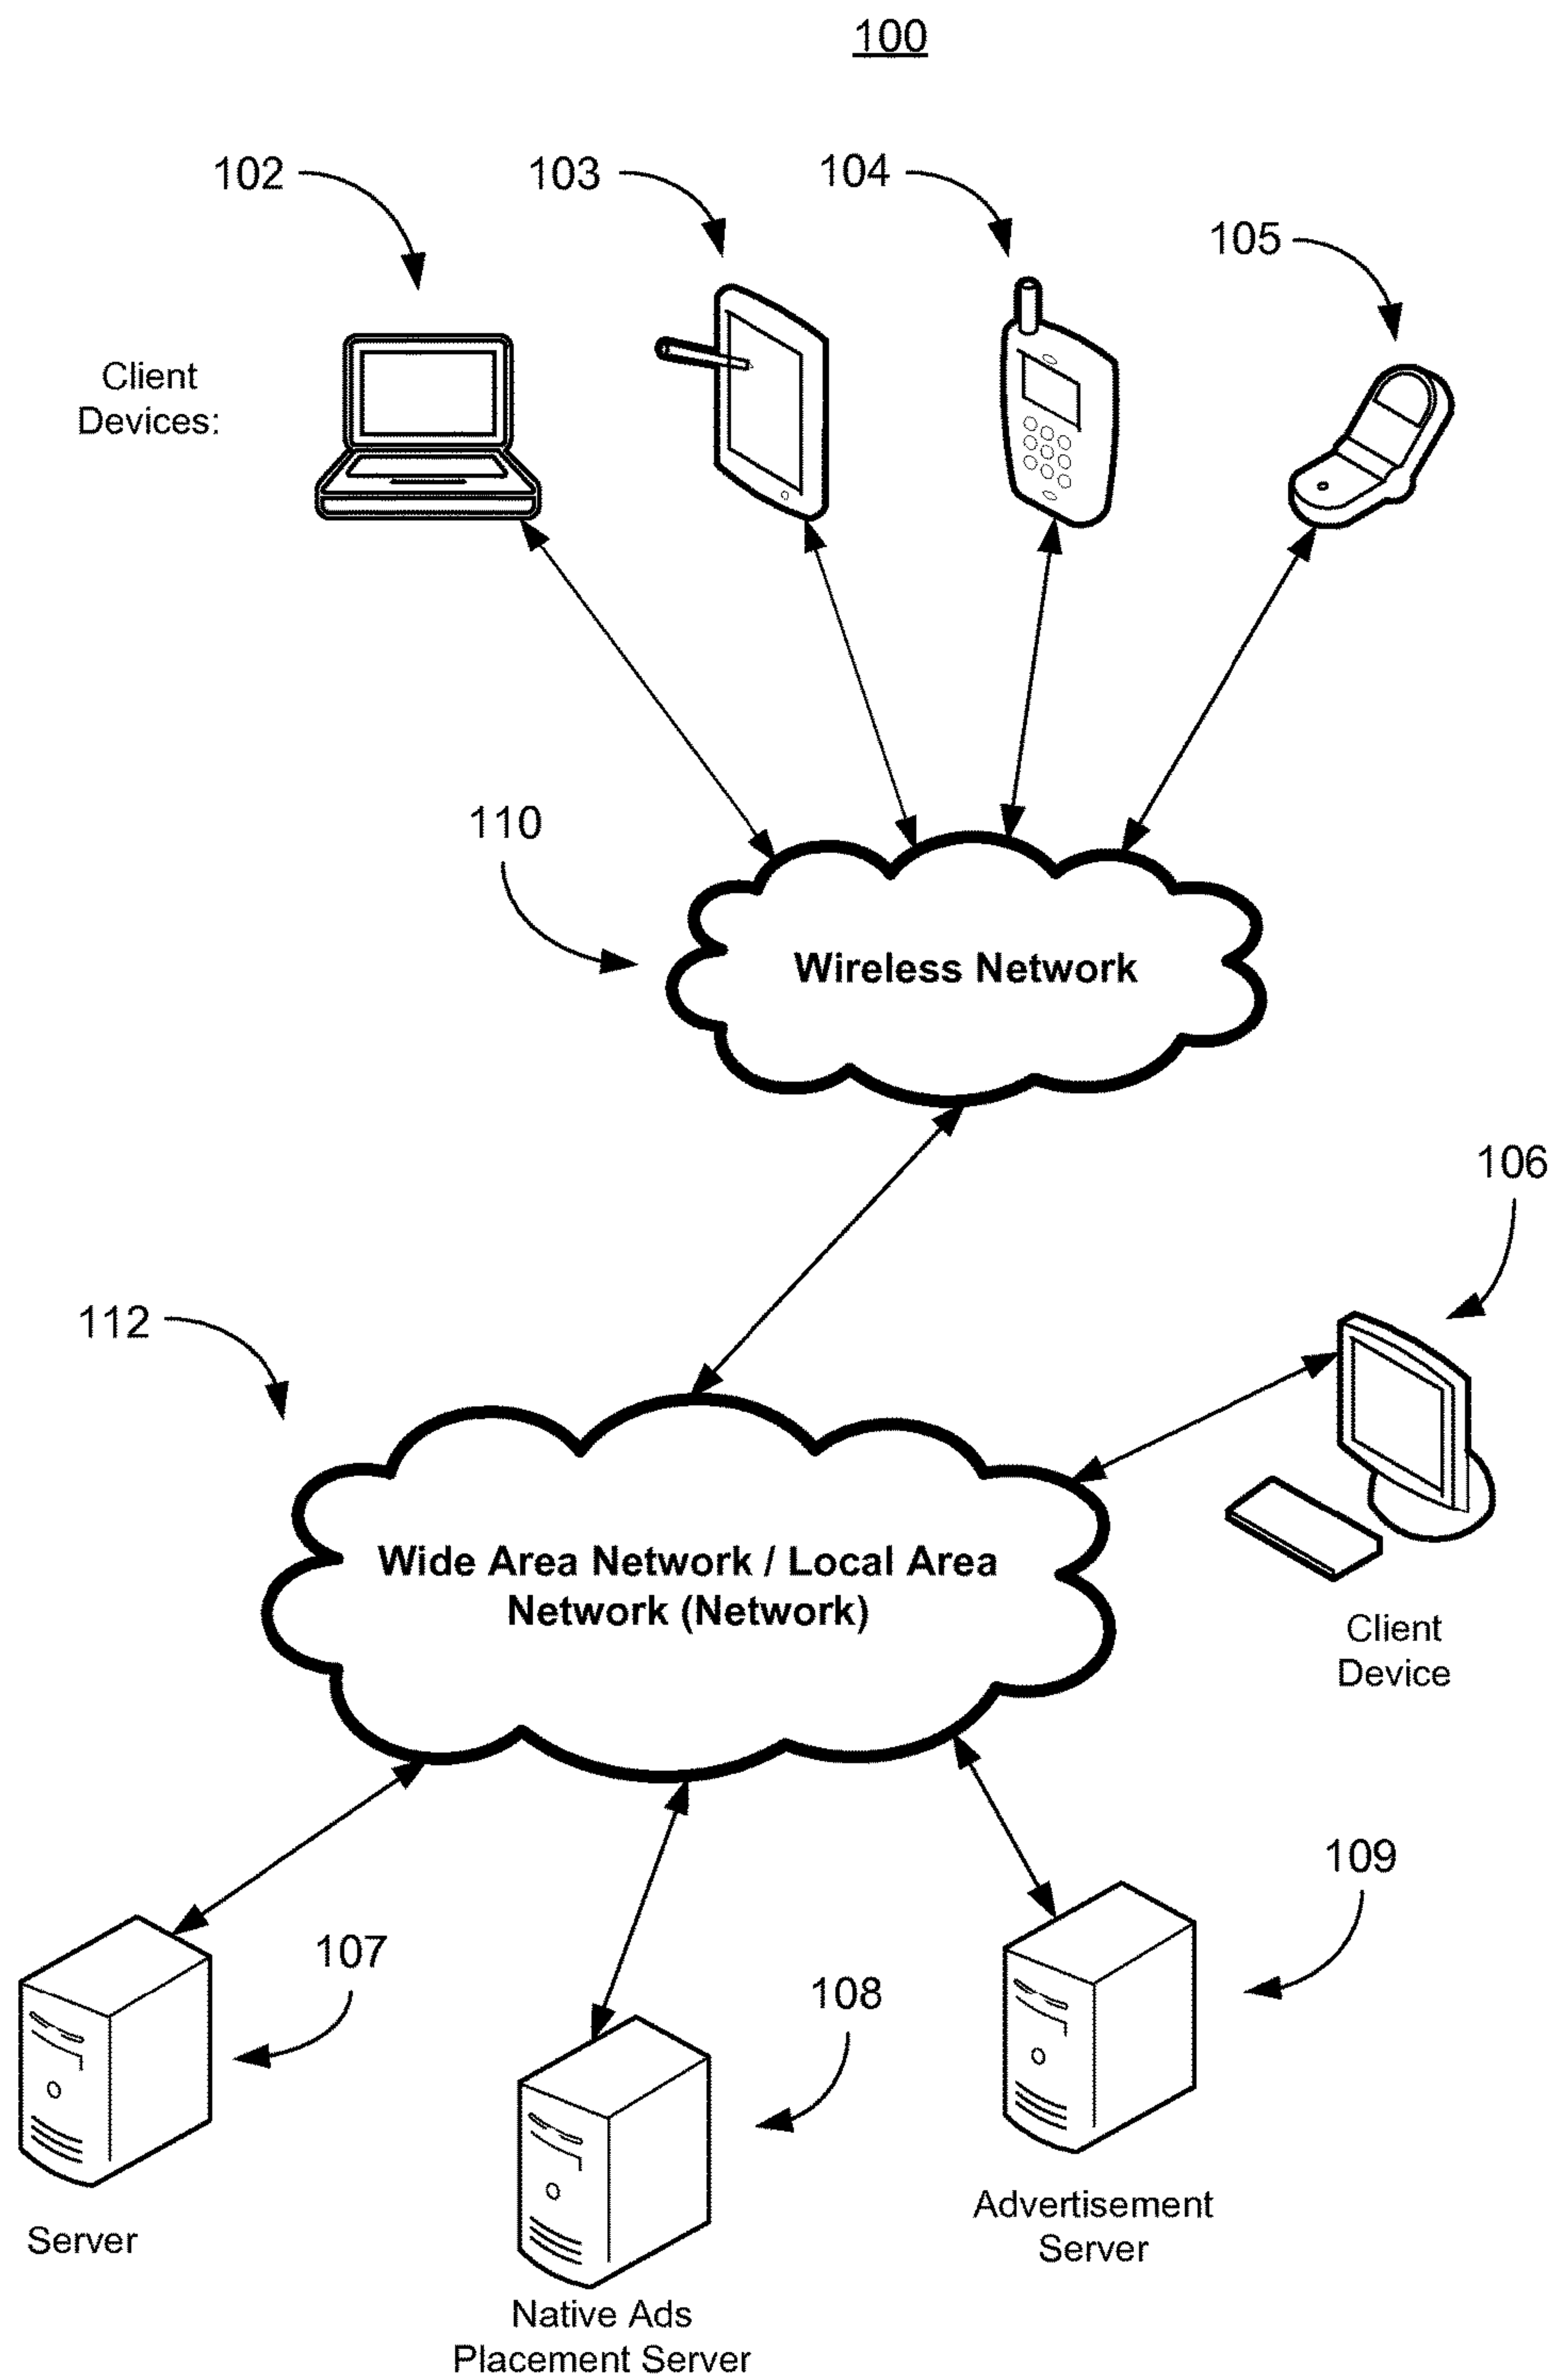 100
102
103
104
105
Client
Devices:
110
Wireless Network
106
112
Wide Area Network / Local Area
Network (Network)
Client
Device
109
107
108
Advertisement
Server
Server
Native Ads
Placement Server